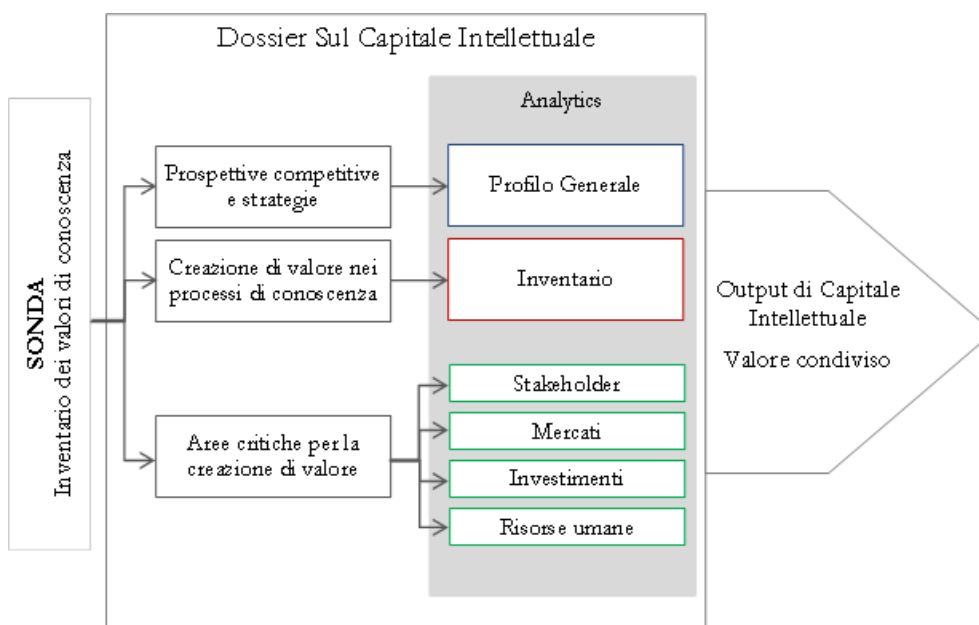 Dossier Sul Capitale Intellettuale
SONDA
Inventario dei valori di conoscenza
Analytics
Prospettive competitive
e strategie
Profilo Generale
Creazione di valore nei
processi di conoscenza
Inventario
Aree critiche per la
creazione di valore
Stakeholder
Mercati
Investimenti
Risorse umane
Output di Capitale
Intellettuale
Valore condiviso